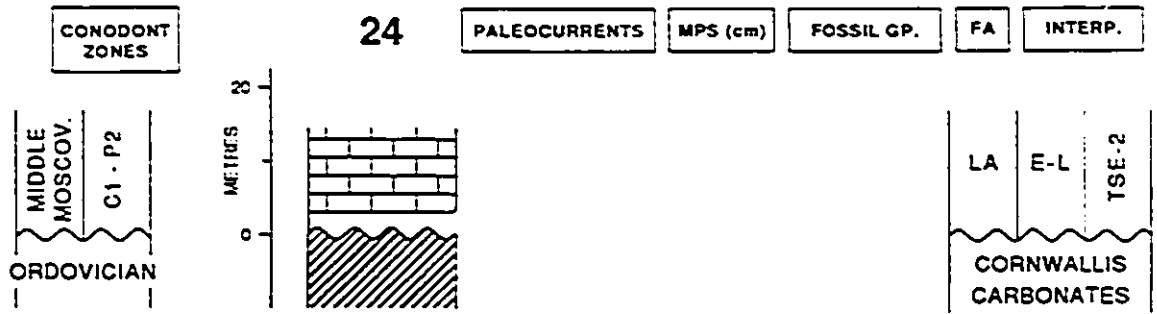 CONODONT
ZONES
24
PALEOCURRENTS
MPS (cm)
FOSSIL GP.
FA
INTERP.
20
METRES
0
MIDDLE
MOSCOV.
C1 - P2
ORDOVICIAN
LA
E-L
TSE-2
CORNWALLIS
CARBONATES